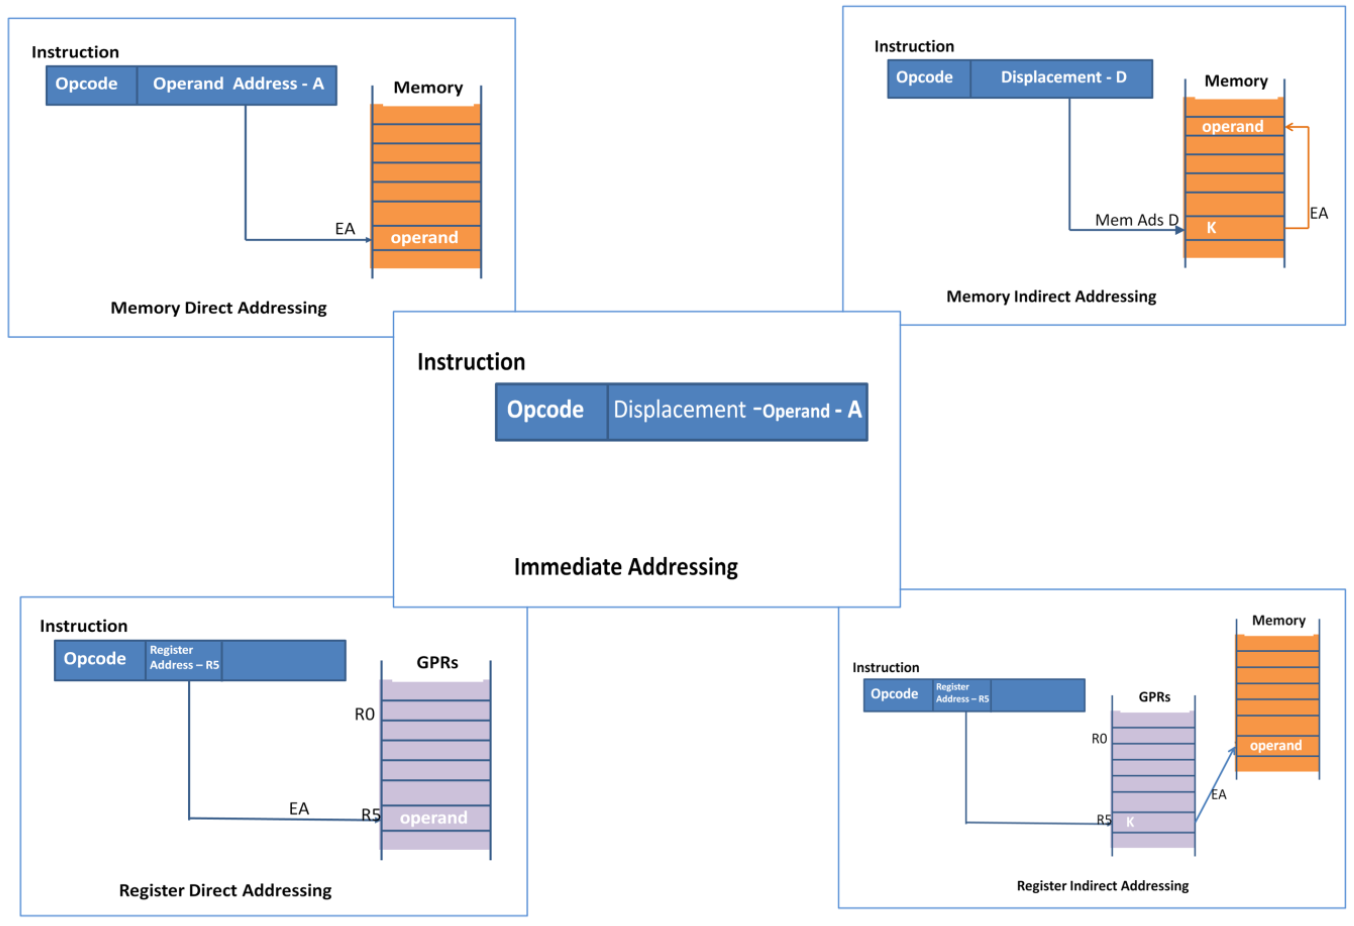 Instruction
Opcode
Operand Address - A
Memory
EA
operand
Memory Direct Addressing
Instruction
Opcode
Displacement - D
Memory
operand
Mem Ads D
K
EA
Memory Indirect Addressing
Instruction
Opcode
Displacement -Operand - A
Immediate Addressing
Instruction
Opcode
Register
Address – R5
GPRs
R0
EA
R5
operand
Register Direct Addressing
Memory
Instruction
Opcode
Register
Address – R5
GPRs
R0
operand
EA
R5
K
Register Indirect Addressing